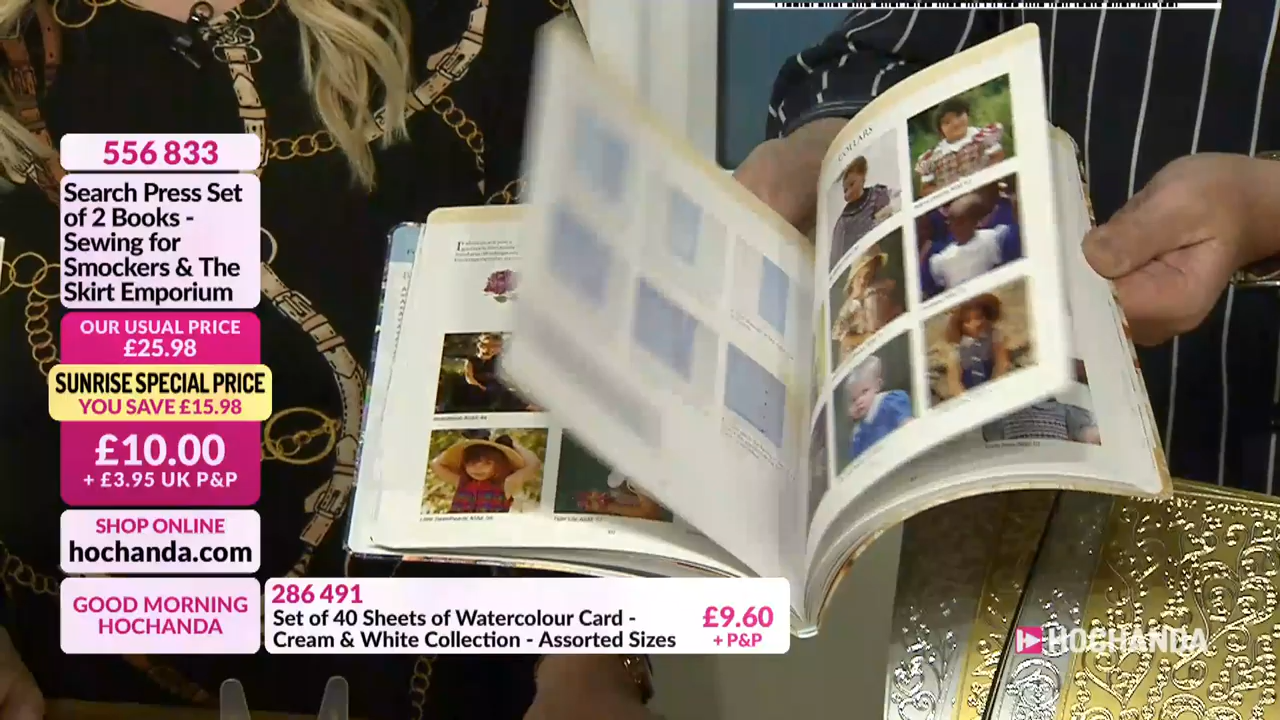 556 833
Search Press Set
of 2 Books -
Sewing for
Smockers & The
Skirt Emporium
OUR USUAL PRICE
£25.98
SUNRISE SPECIAL PRICE
YOU SAVE £15.98
£10.00
+ £3.95 UK P&P
SHOP ONLINE
hochanda.com
GOOD MORNING
HOCHANDA
286 491
Set of 40 Sheets of Watercolour Card -
Cream & White Collection - Assorted Sizes
£9.60
+ P&P
COLLARS
HOCHANDA